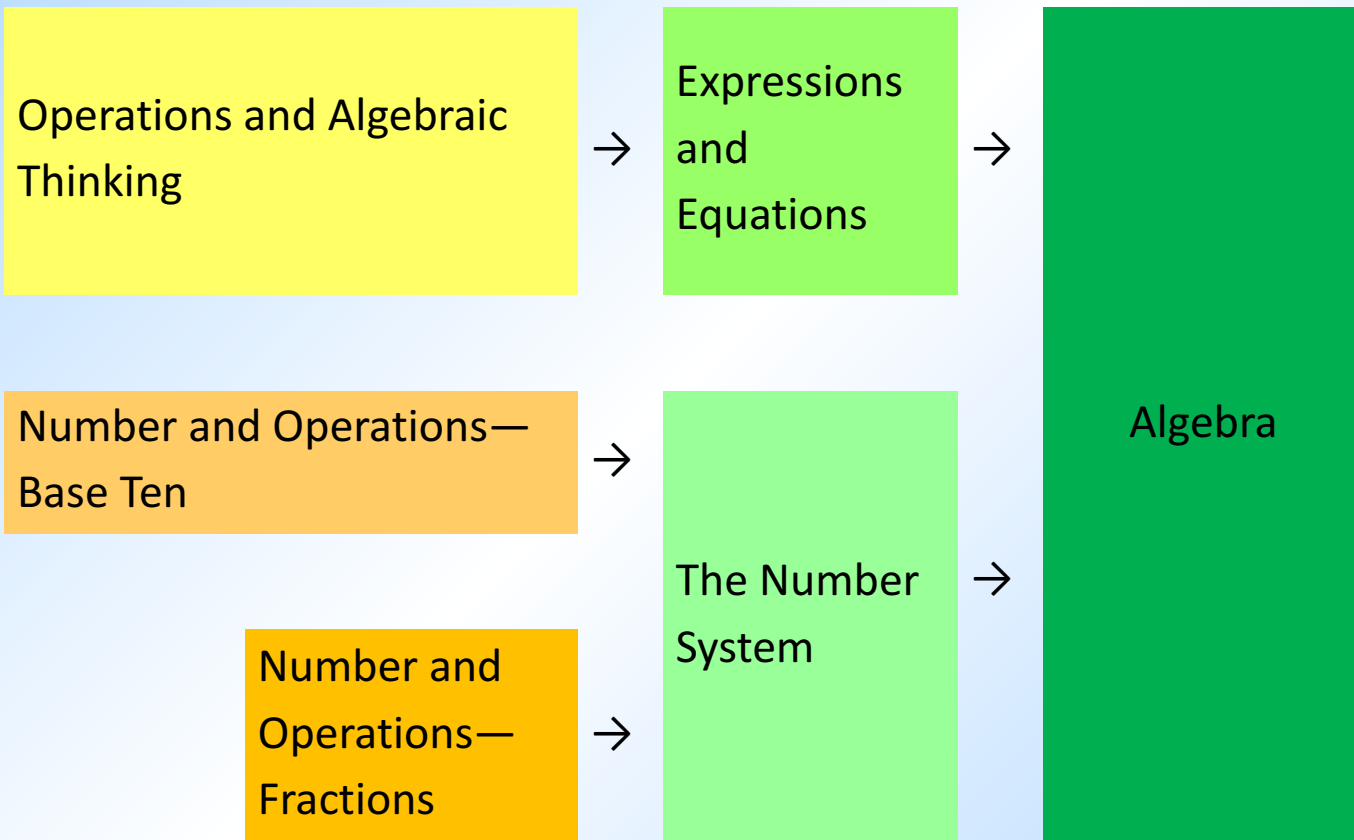 Operations and Algebraic
Thinking
→
Expressions
and
Equations
→
Number and Operations—
Base Ten
→
Number and
Operations—
Fractions
→
The Number
System
→
Algebra